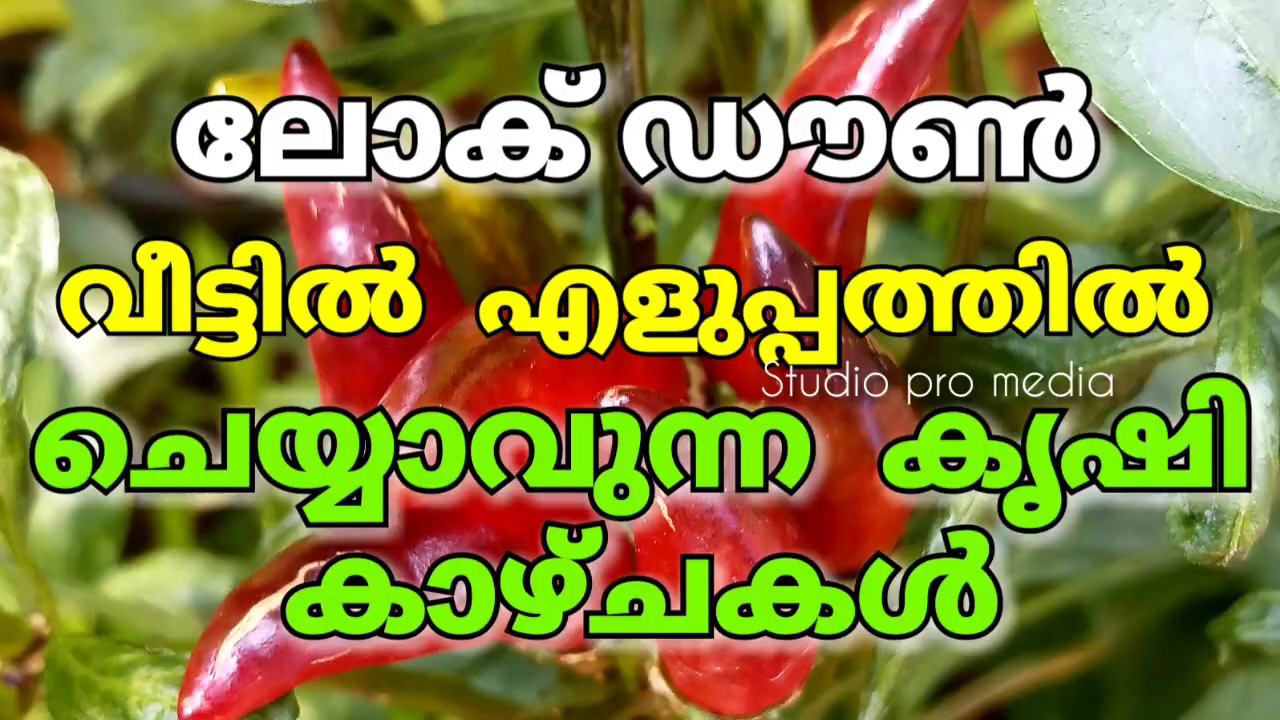 ലോക് ഡൗൺ
വീട്ടിൽ എളുപ്പത്തിൽ
Studio pro media
ചെയ്യാവുന്ന കൃഷി
കാഴ്ചകൾ